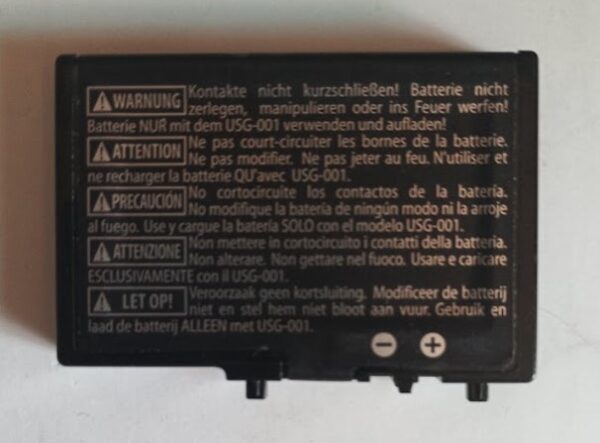 WARNUNG Kontakte nicht kurzschließen! Batterie nicht
zerlegen, manipulieren oder ins Feuer werfen!
Batterie NUR mit dem USG-001 verwenden und aufladen!
ATTENTION Ne pas court-circuiter les bornes de la batterie.
Ne pas modifier. Ne pas jeter au feu. N'utiliser et
ne recharger la batterie QU'avec USG-001.
PRECAUCIÓN No cortocircuite los contactos de la batería.
No modifique la batería de ningún modo ni la arroje
al fuego. Use y cargue la batería SOLO con el modelo USG-001.
ATTENZIONE Non mettere in cortocircuito i contatti della batteria.
Non alterare. Non gettare nel fuoco. Usare e caricare
ESCLUSIVAMENTE con il USG-001.
LET OP! Veroorzaak geen kortsluiting. Modificeer de batterij
niet en stel hem niet bloot aan vuur. Gebruik en
laad de batterij ALLEEN met USG-001.
− +